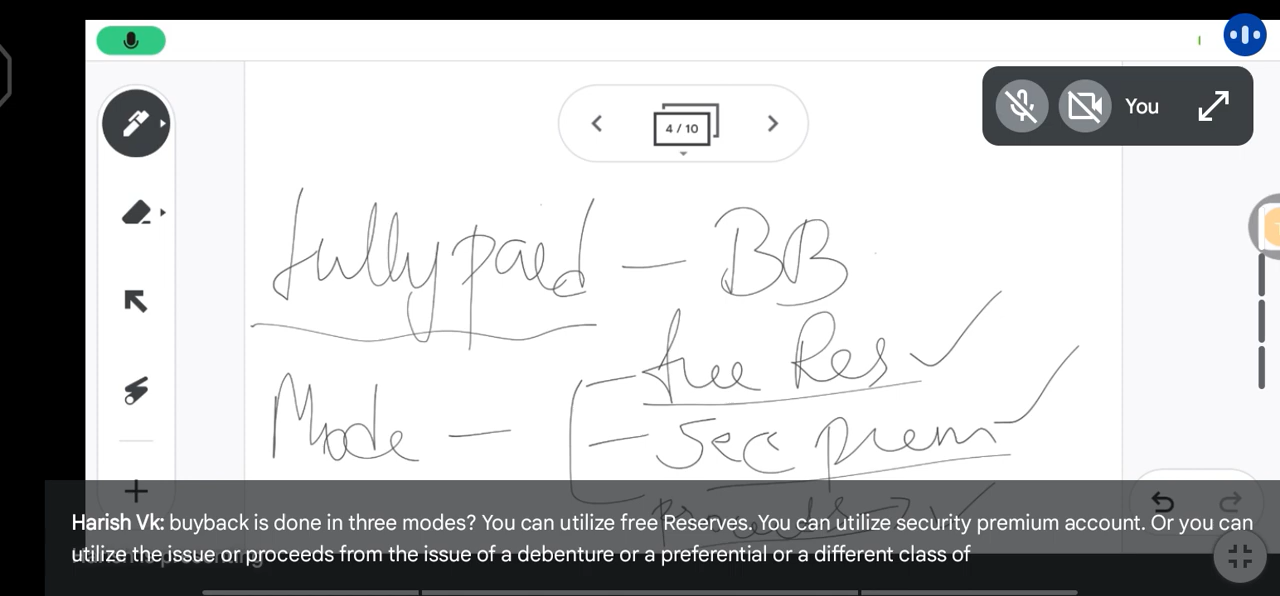 You
4 / 10
fully paid — BB
Mode — – free Res
– Sec prem
proceeds
Harish Vk: buyback is done in three modes? You can utilize free Reserves. You can utilize security premium account. Or you can
utilize the issue or proceeds from the issue of a debenture or a preferential or a different class of